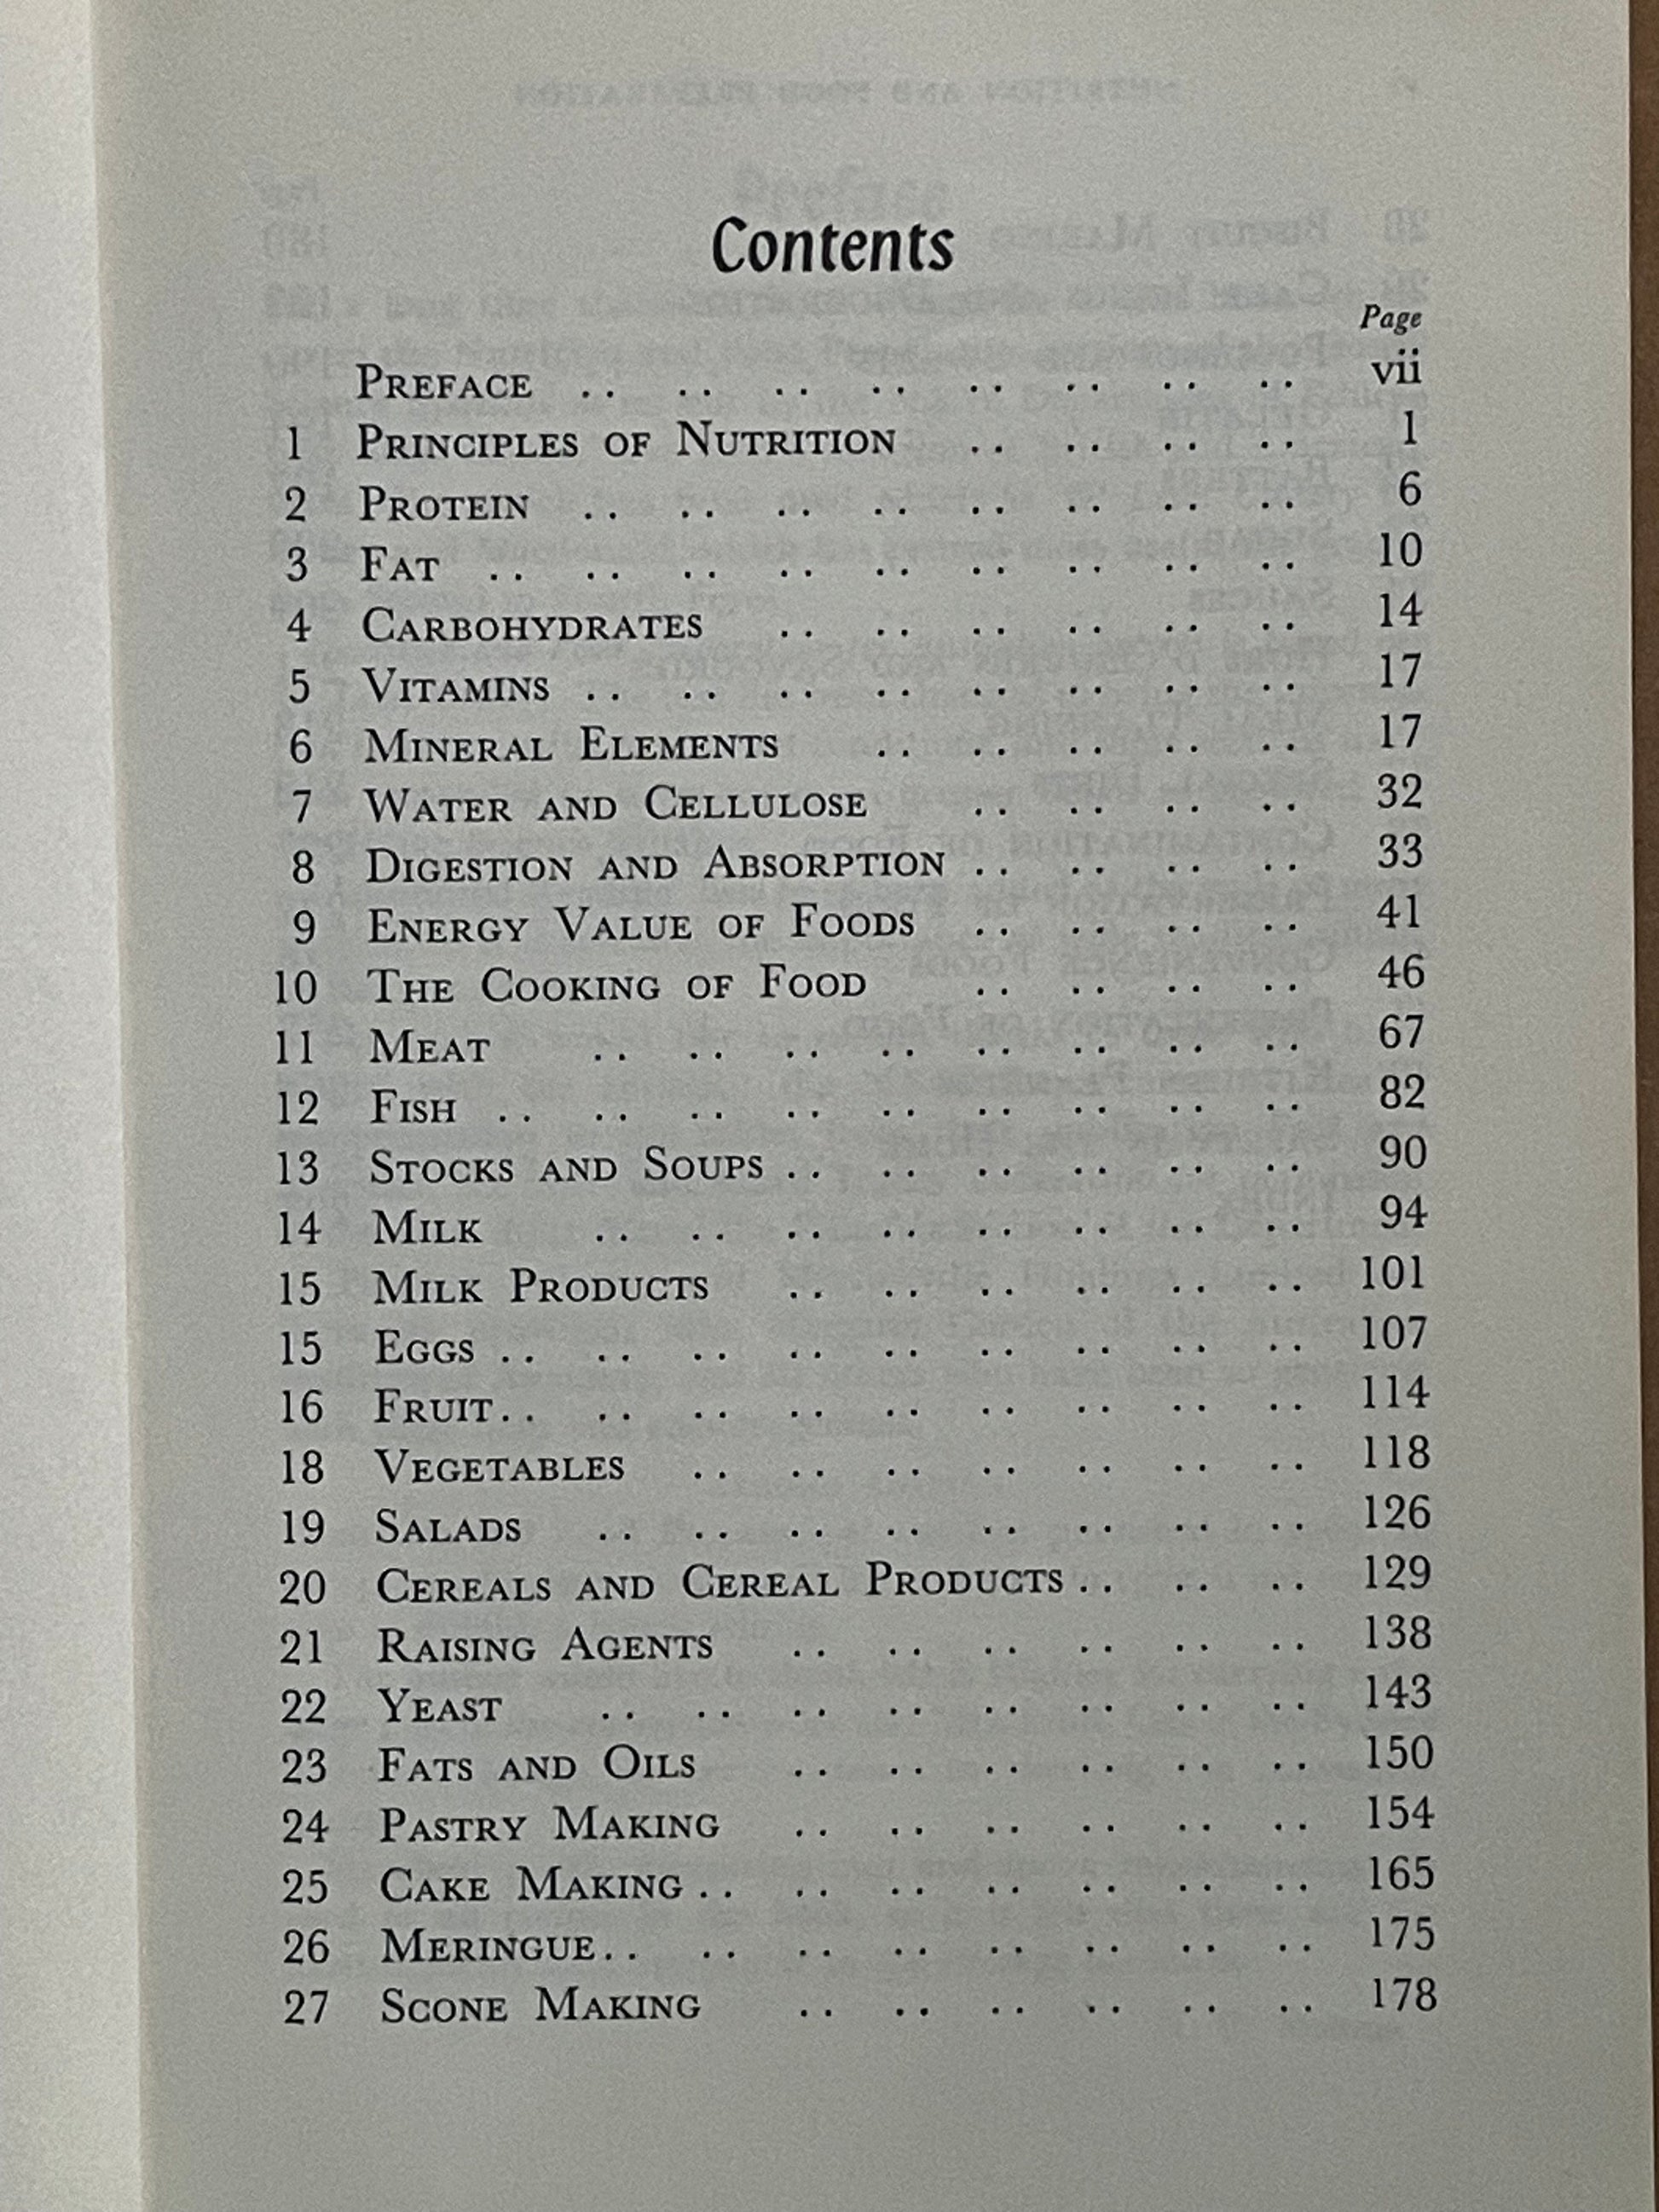 Contents
Page
PREFACE .. .. .. .. .. .. .. .. vii
1 PRINCIPLES OF NUTRITION .. .. .. .. 1
2 PROTEIN .. .. .. .. .. .. .. .. 6
3 FAT .. .. .. .. .. .. .. .. .. 10
4 CARBOHYDRATES .. .. .. .. .. .. 14
5 VITAMINS .. .. .. .. .. .. .. .. 17
6 MINERAL ELEMENTS .. .. .. .. .. 17
7 WATER AND CELLULOSE .. .. .. .. 32
8 DIGESTION AND ABSORPTION .. .. .. .. 33
9 ENERGY VALUE OF FOODS .. .. .. .. 41
10 THE COOKING OF FOOD .. .. .. .. 46
11 MEAT .. .. .. .. .. .. .. .. 67
12 FISH .. .. .. .. .. .. .. .. .. 82
13 STOCKS AND SOUPS .. .. .. .. .. .. 90
14 MILK .. .. .. .. .. .. .. .. 94
15 MILK PRODUCTS .. .. .. .. .. .. 101
15 EGGS .. .. .. .. .. .. .. .. .. 107
16 FRUIT .. .. .. .. .. .. .. .. .. 114
18 VEGETABLES .. .. .. .. .. .. .. 118
19 SALADS .. .. .. .. .. .. .. .. 126
20 CEREALS AND CEREAL PRODUCTS .. .. .. 129
21 RAISING AGENTS .. .. .. .. .. .. 138
22 YEAST .. .. .. .. .. .. .. .. 143
23 FATS AND OILS .. .. .. .. .. .. 150
24 PASTRY MAKING .. .. .. .. .. .. 154
25 CAKE MAKING .. .. .. .. .. .. .. 165
26 MERINGUE .. .. .. .. .. .. .. .. 175
27 SCONE MAKING .. .. .. .. .. .. 178